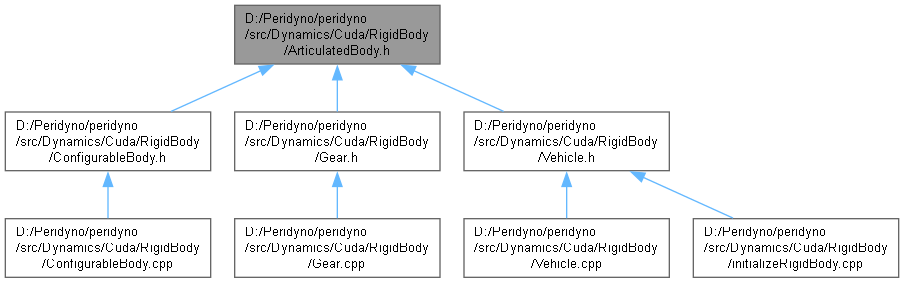 D:/Peridyno/peridyno
/src/Dynamics/Cuda/RigidBody
/ArticulatedBody.h
D:/Peridyno/peridyno
/src/Dynamics/Cuda/RigidBody
/ConfigurableBody.h
D:/Peridyno/peridyno
/src/Dynamics/Cuda/RigidBody
/Gear.h
D:/Peridyno/peridyno
/src/Dynamics/Cuda/RigidBody
/Vehicle.h
D:/Peridyno/peridyno
/src/Dynamics/Cuda/RigidBody
/ConfigurableBody.cpp
D:/Peridyno/peridyno
/src/Dynamics/Cuda/RigidBody
/Gear.cpp
D:/Peridyno/peridyno
/src/Dynamics/Cuda/RigidBody
/Vehicle.cpp
D:/Peridyno/peridyno
/src/Dynamics/Cuda/RigidBody
/initializeRigidBody.cpp